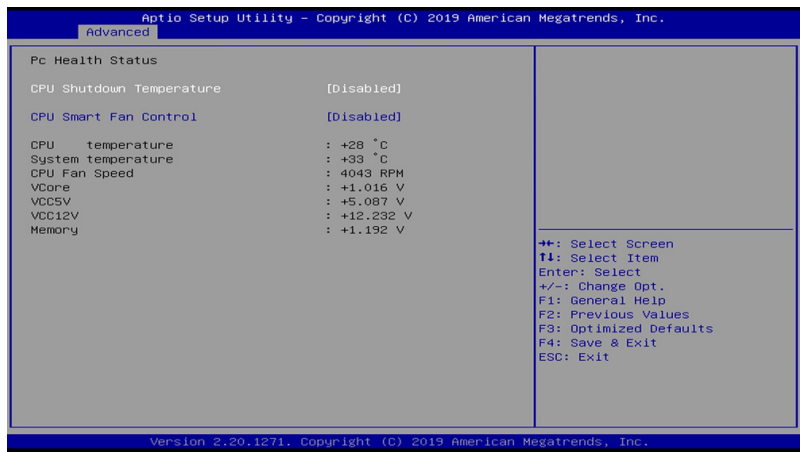 Aptio Setup Utility – Copyright (C) 2019 American Megatrends, Inc.
Advanced
Pc Health Status
CPU Shutdown Temperature [Disabled]
CPU Smart Fan Control [Disabled]
CPU temperature : +28 ˚C
System temperature : +33 ˚C
CPU Fan Speed : 4043 RPM
VCore : +1.016 V
VCC5V : +5.087 V
VCC12V : +12.232 V
Memory : +1.192 V
→←: Select Screen
↑↓: Select Item
Enter: Select
+/-: Change Opt.
F1: General Help
F2: Previous Values
F3: Optimized Defaults
F4: Save & Exit
ESC: Exit
Version 2.20.1271. Copyright (C) 2019 American Megatrends, Inc.